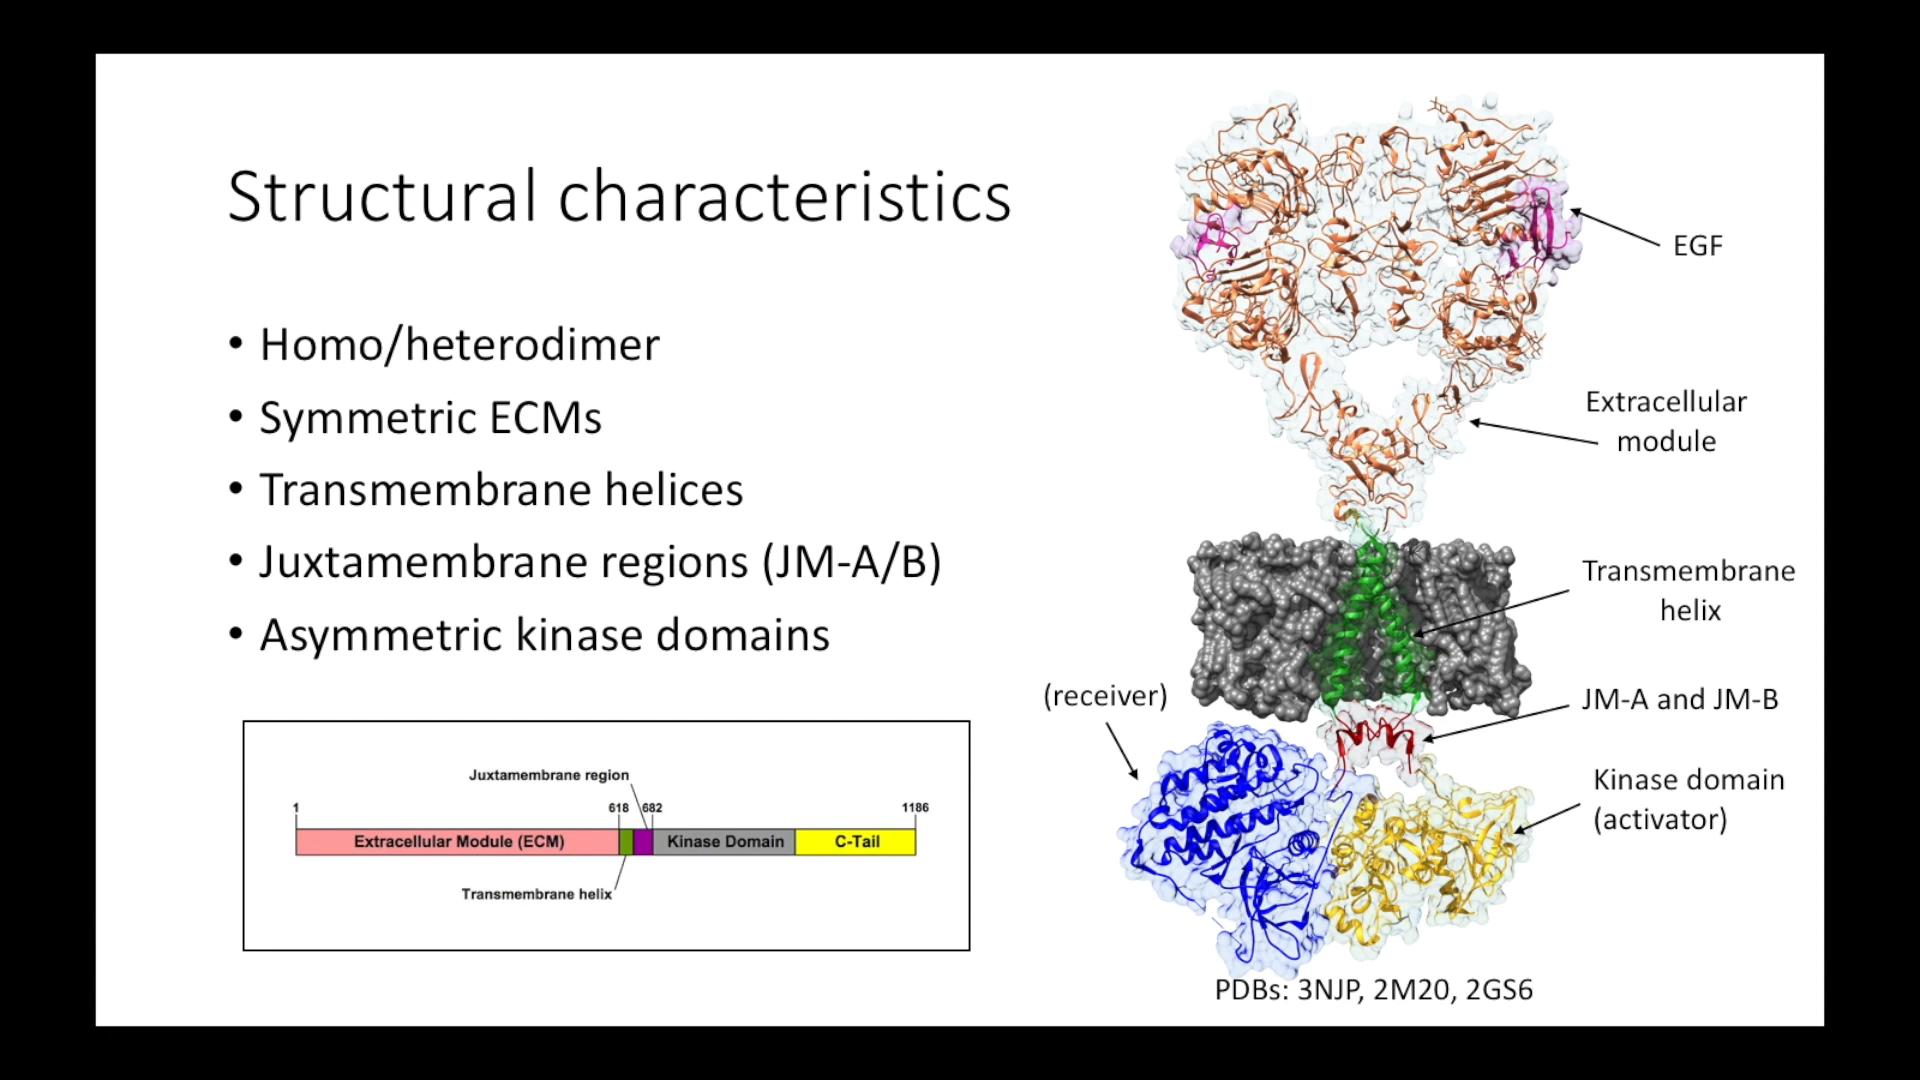 Structural characteristics
• Homo/heterodimer
• Symmetric ECMs
• Transmembrane helices
• Juxtamembrane regions (JM-A/B)
• Asymmetric kinase domains
Juxtamembrane region
1 618 682 1186
Extracellular Module (ECM) Kinase Domain C-Tail
Transmembrane helix
EGF
Extracellular
module
Transmembrane
helix
(receiver)
JM-A and JM-B
Kinase domain
(activator)
PDBs: 3NJP, 2M20, 2GS6